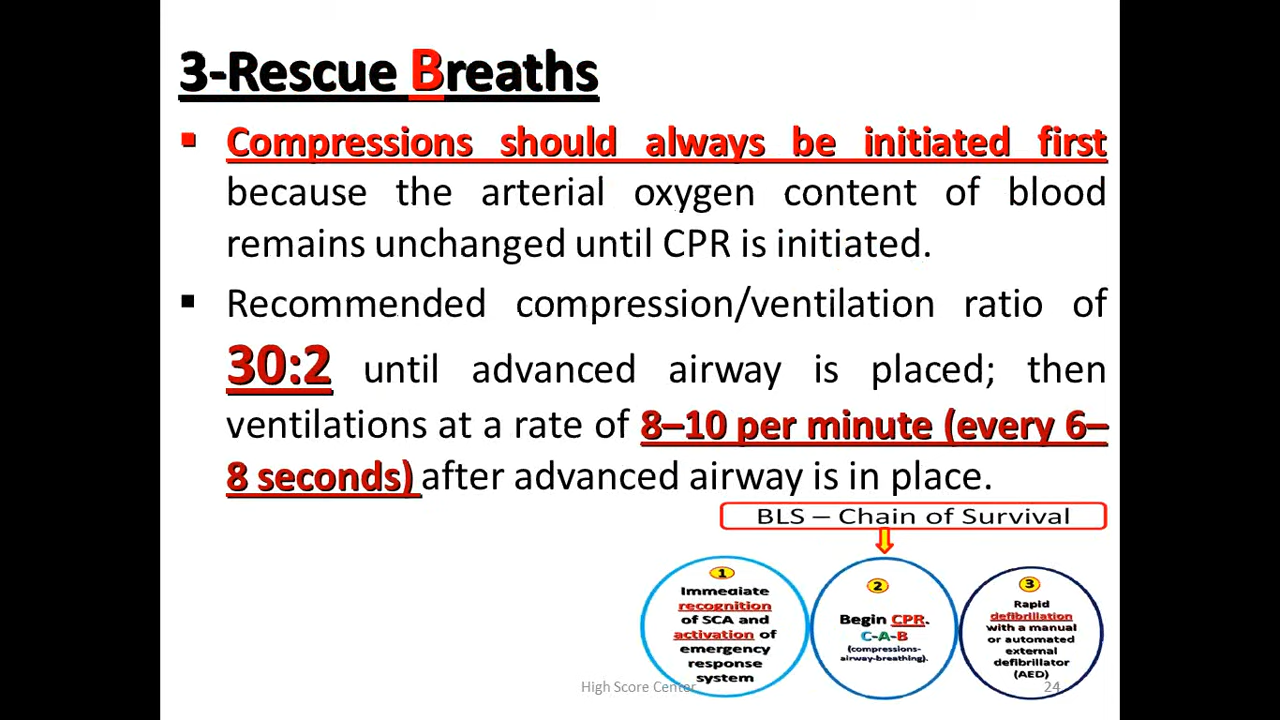 3-Rescue Breaths
▪ Compressions should always be initiated first
because the arterial oxygen content of blood
remains unchanged until CPR is initiated.
▪ Recommended compression/ventilation ratio of
30:2 until advanced airway is placed; then
ventilations at a rate of 8–10 per minute (every 6–
8 seconds) after advanced airway is in place.
BLS – Chain of Survival
1
Immediate
recognition
of SCA and
activation of
emergency
response
system
2
Begin CPR.
C-A-B
(compressions-
airway-breathing).
3
Rapid
defibrillation
with a manual
or automated
external
defibrillator
(AED)
High Score Center
24